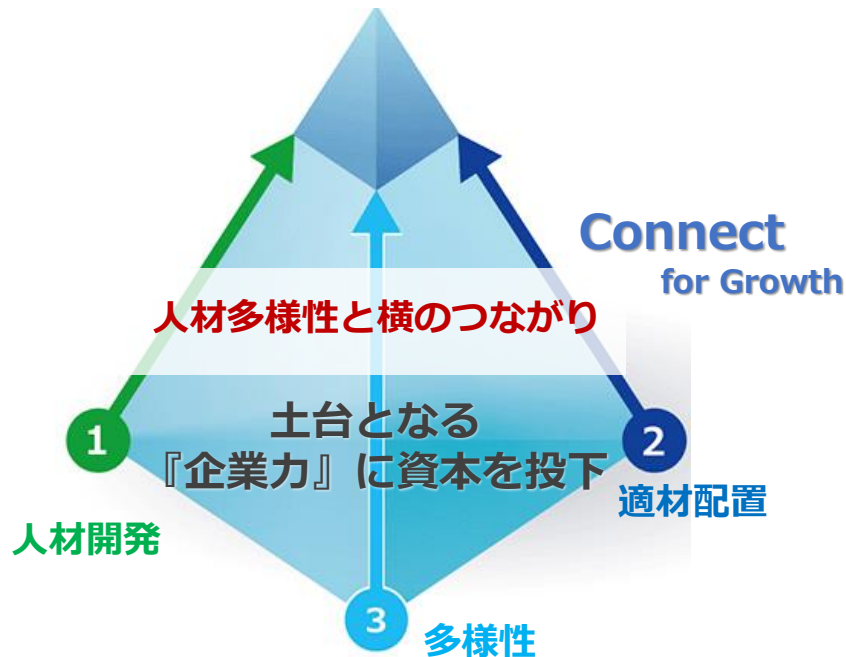 Connect
for Growth
人材多様性と横のつながり
土台となる
『企業力』に資本を投下
1
2
適材配置
人材開発
3
多様性